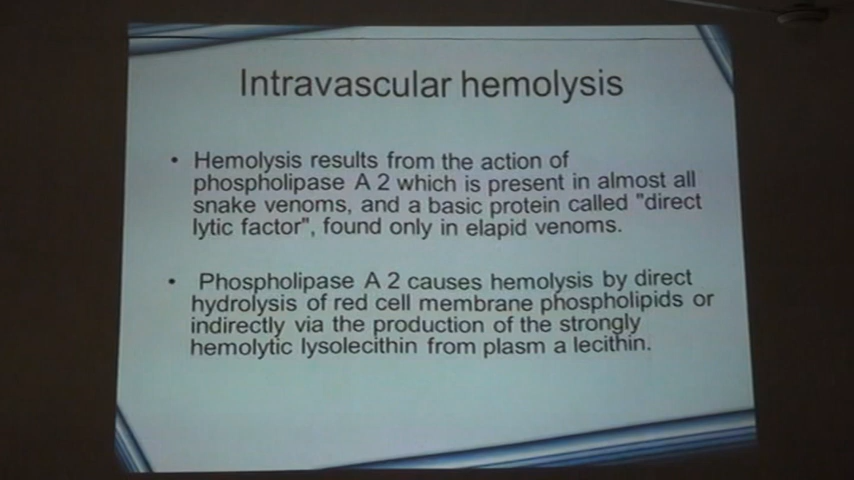 Intravascular hemolysis
• Hemolysis results from the action of
phospholipase A 2 which is present in almost all
snake venoms, and a basic protein called "direct
lytic factor", found only in elapid venoms.
• Phospholipase A 2 causes hemolysis by direct
hydrolysis of red cell membrane phospholipids or
indirectly via the production of the strongly
hemolytic lysolecithin from plasm a lecithin.